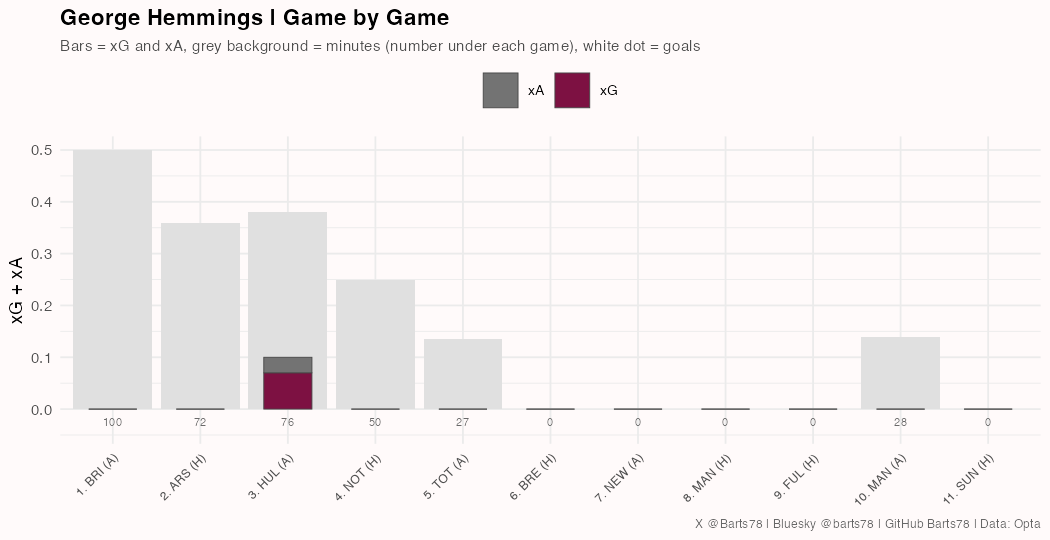 George Hemmings | Game by Game
Bars = xG and xA, grey background = minutes (number under each game), white dot = goals
xA xG
xG + xA
0.5
0.4
0.3
0.2
0.1
0.0
100 72 76 50 27 0 0 0 0 28 0
1. BRI (A) 2. ARS (H) 3. HUL (A) 4. NOT (H) 5. TOT (A) 6. BRE (H) 7. NEW (A) 8. MAN (H) 9. FUL (H) 10. MAN (A) 11. SUN (H)
X @Barts78 | Bluesky @barts78 | GitHub Barts78 | Data: Opta